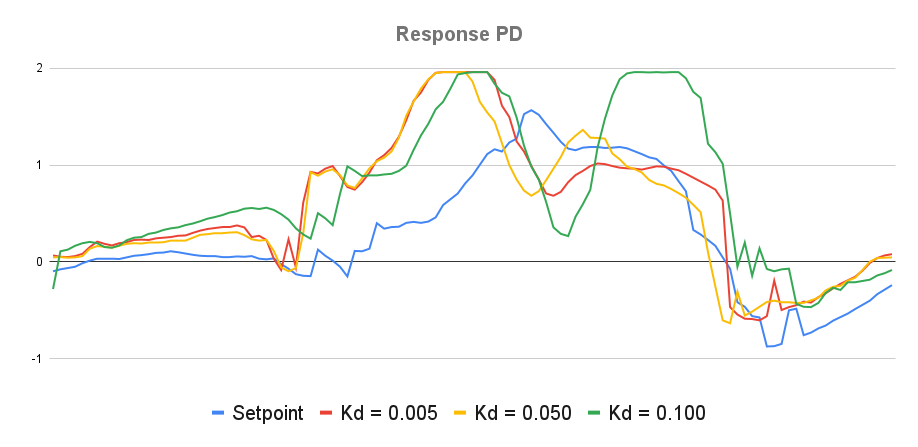 Response PD
2
1
0
-1
Setpoint Kd = 0.005 Kd = 0.050 Kd = 0.100